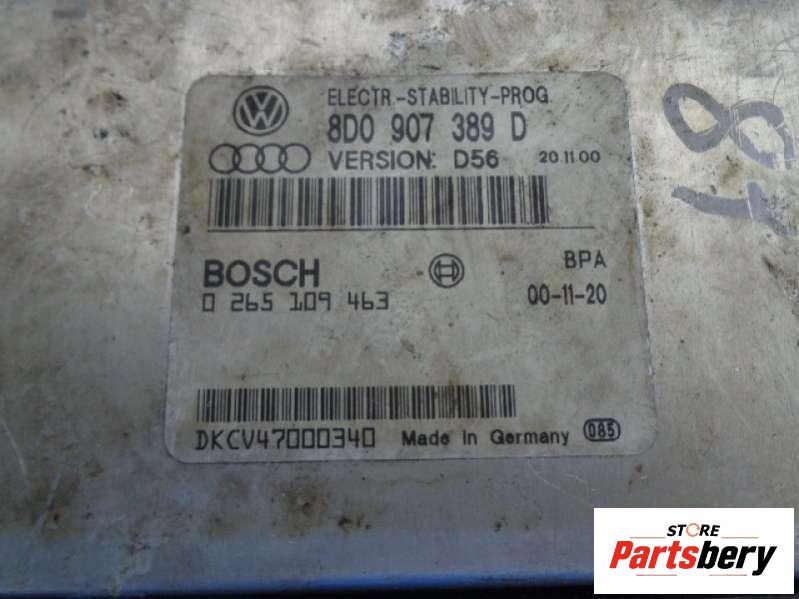 ELECTR.-STABILITY-PROG.
8D0 907 389 D
VERSION: D56 20.11.00
BOSCH BPA
0 265 109 463 00-11-20
DKCV47000340 Made in Germany 085
18
STORE
Partsbery